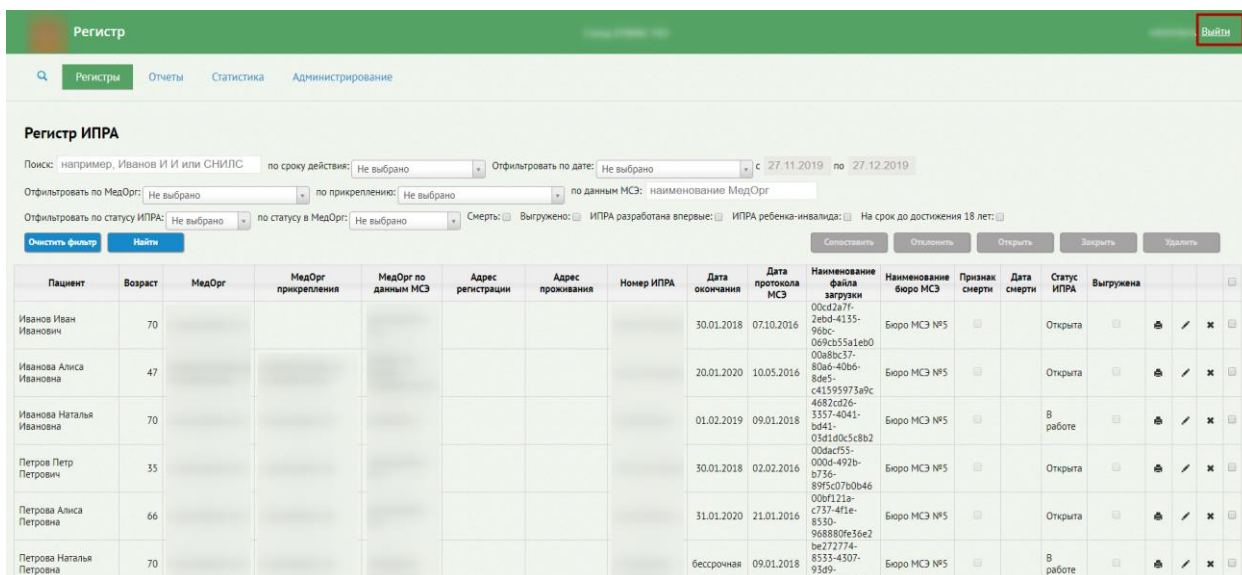 Регистр
Выйти
Регистры Отчеты Статистика Администрирование
Регистр ИПРА
Поиск: например, Иванов И И или СНИЛС по сроку действия: Не выбрано Отфильтровать по дате: Не выбрано с 27.11.2019 по 27.12.2019
Отфильтровать по МедОрг: Не выбрано по прикреплению: Не выбрано по данным МСЭ: наименование МедОрг
Отфильтровать по статусу ИПРА: Не выбрано по статусу в МедОрг: Не выбрано Смерть: Выгружено: ИПРА разработана впервые: ИПРА ребенка-инвалида: На срок до достижения 18 лет:
Очистить фильтр Найти Сопоставить Отклонить Открыть Закрыть Удалить
Пациент Возраст МедОрг МедОрг прикрепления МедОрг по данным МСЭ Адрес регистрации Адрес проживания Номер ИПРА Дата окончания Дата протокола МСЭ Наименование файла загрузки Наименование бюро МСЭ Признак смерти Дата смерти Статус ИПРА Выгружена
Иванов Иван Иванович 70 30.01.2018 07.10.2016 00cd2a7f-2ebd-4135-96bc-069cb55a1eb0 Бюро МСЭ №5 Открыта
Иванова Алиса Ивановна 47 20.01.2020 10.05.2016 00a8bc37-80a6-40b6-8de5-c41595973a9c Бюро МСЭ №5 Открыта
Иванова Наталья Ивановна 70 01.02.2019 09.01.2018 4682cd26-3357-4041-bd41-03d1d0c5c8b2 Бюро МСЭ №5 В работе
Петров Петр Петрович 35 30.01.2018 02.02.2016 00dacf55-000d-492b-b736-89f5c07b0b46 Бюро МСЭ №5 Открыта
Петрова Алиса Петровна 66 31.01.2020 21.01.2016 00bf121a-c737-4f1e-8530-968880fe36e2 Бюро МСЭ №5 Открыта
Петрова Наталья Петровна 70 бессрочная 09.01.2018 be272774-8533-4307-93d9- Бюро МСЭ №5 В работе